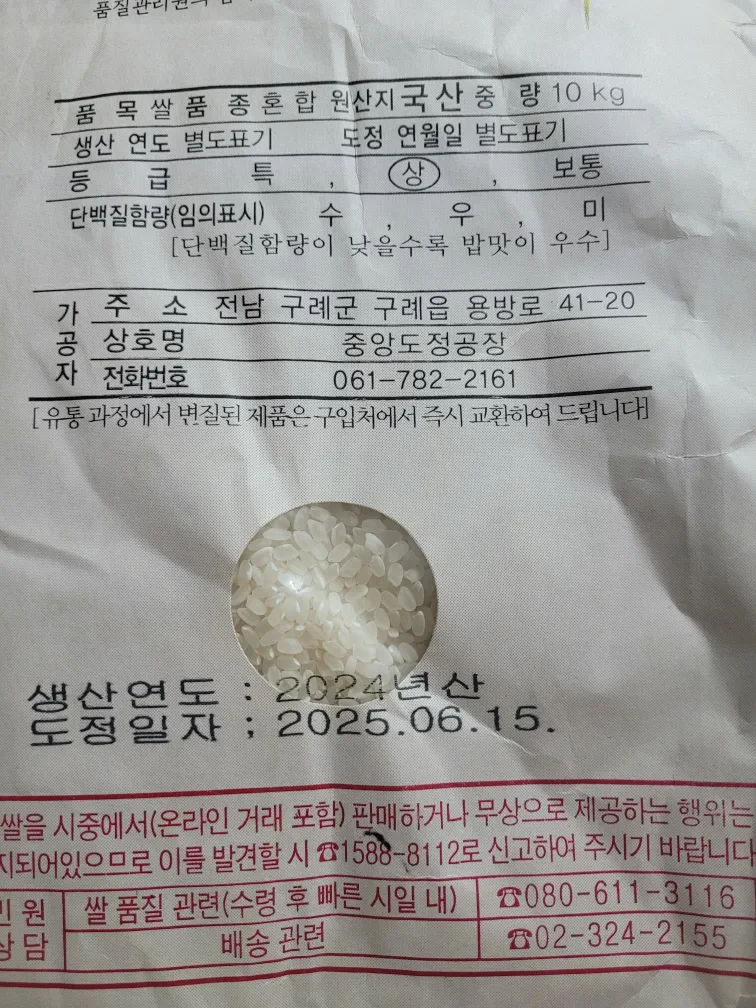 품질관리원의
품 목 쌀 품 종 혼 합 원산지 국산 중 량 10 kg
생산 연도 별도표기 도정 연월일 별도표기
등 급 특 , 상 , 보통
단백질함량(임의표시) 수 , 우 , 미
[단백질함량이 낮을수록 밥맛이 우수]
가공자 주 소 전남 구례군 구례읍 용방로 41-20
상호명 중앙도정공장
전화번호 061-782-2161
[유통 과정에서 변질된 제품은 구입처에서 즉시 교환하여 드립니다]
생산연도 : 2024년산
도정일자 ; 2025.06.15.
쌀을 시중에서(온라인 거래 포함) 판매하거나 무상으로 제공하는 행위는
지되어있으므로 이를 발견할 시 ☎1588-8112로 신고하여 주시기 바랍니다
민원상담 쌀 품질 관련(수령 후 빠른 시일 내) ☎080-611-3116
배송 관련 ☎02-324-2155